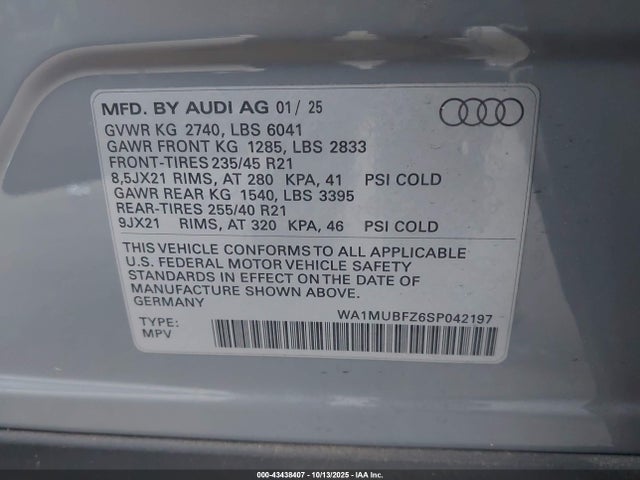 MFD. BY AUDI AG 01 / 25
GVWR KG 2740, LBS 6041
GAWR FRONT KG 1285, LBS 2833
FRONT-TIRES 235/45 R21
8,5JX21 RIMS, AT 280 KPA, 41 PSI COLD
GAWR REAR KG 1540, LBS 3395
REAR-TIRES 255/40 R21
9JX21 RIMS, AT 320 KPA, 46 PSI COLD
THIS VEHICLE CONFORMS TO ALL APPLICABLE
U.S. FEDERAL MOTOR VEHICLE SAFETY
STANDARDS IN EFFECT ON THE DATE OF
MANUFACTURE SHOWN ABOVE.
GERMANY
WA1MUBFZ6SP042197
TYPE:
MPV
000-43438407 - 10/13/2025 - IAA Inc.